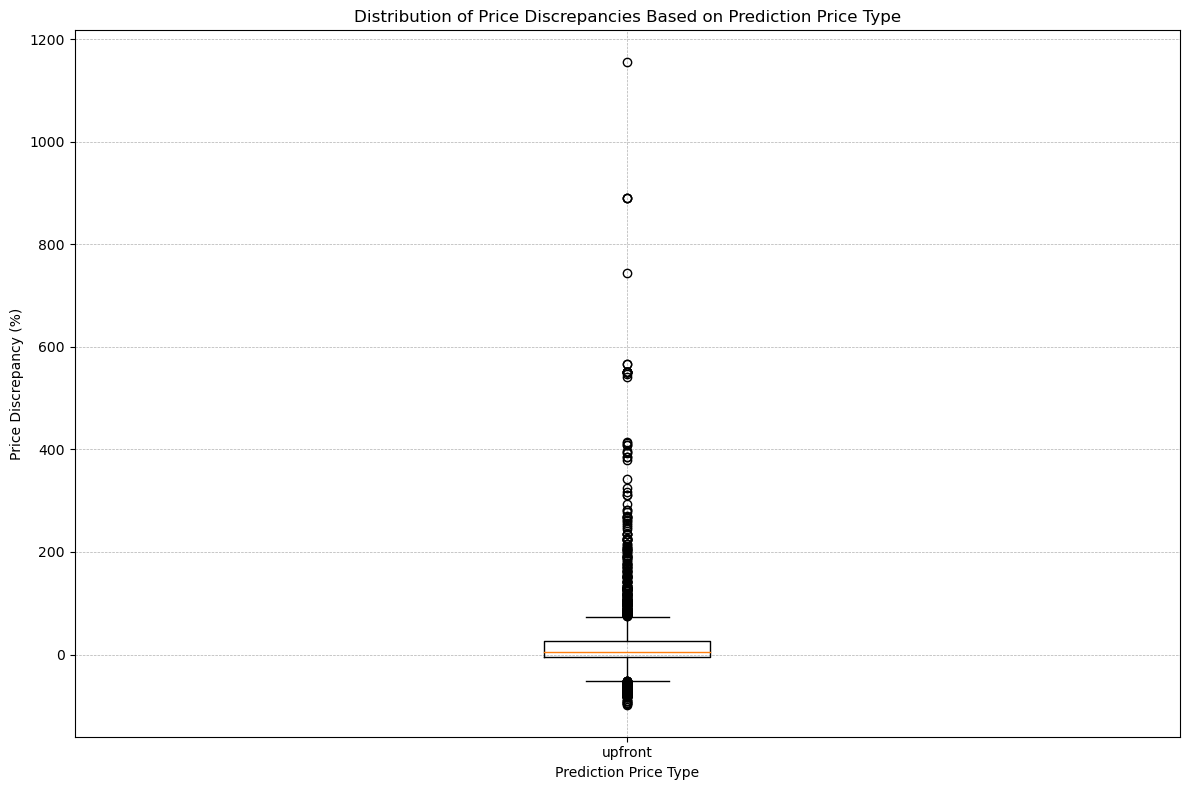 Distribution of Price Discrepancies Based on Prediction Price Type
1200
1000
800
600
400
200
0
Price Discrepancy (%)
upfront
Prediction Price Type